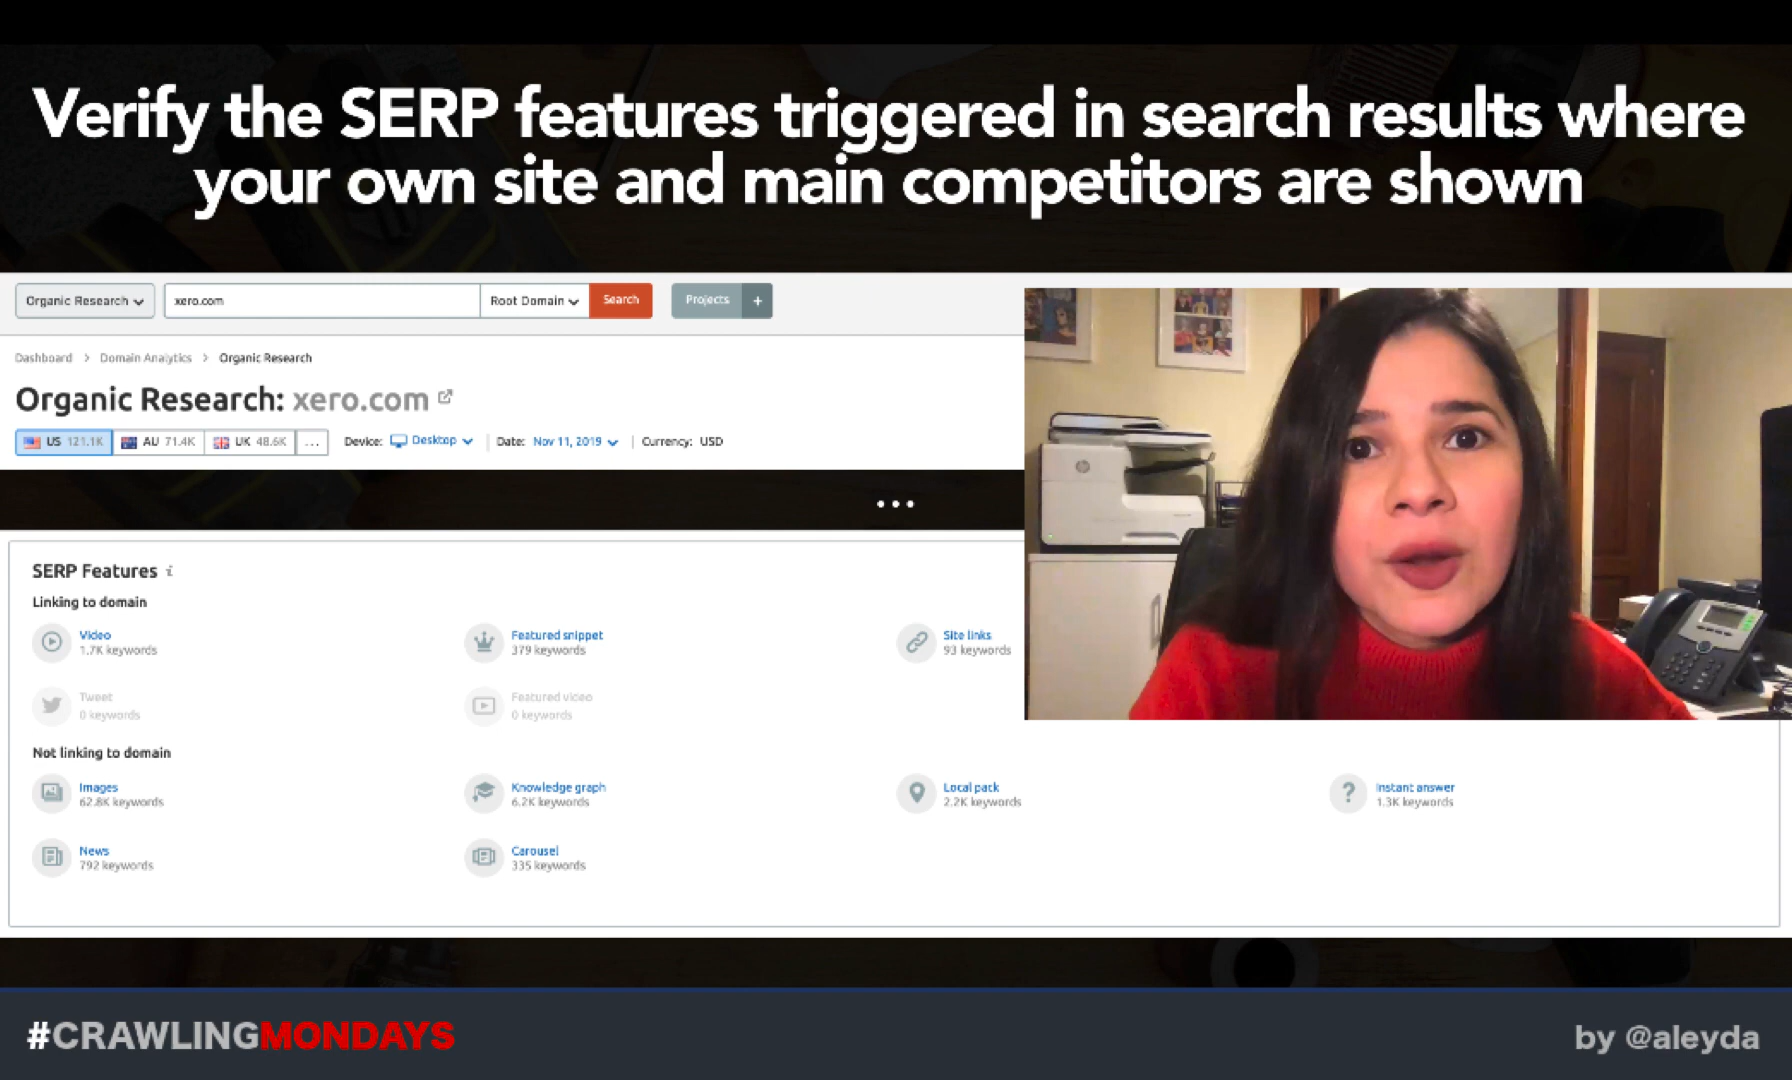 Verify the SERP features triggered in search results where
your own site and main competitors are shown
Organic Research
xero.com
Root Domain
Search
Projects +
Dashboard > Domain Analytics > Organic Research
Organic Research: xero.com
US 121.1K AU 71.4K UK 48.6K ... Device: Desktop | Date: Nov 11, 2019 | Currency: USD
...
SERP Features i
Linking to domain
Video
1.7K keywords
Featured snippet
379 keywords
Site links
93 keywords
Tweet
0 keywords
Featured video
0 keywords
Not linking to domain
Images
62.8K keywords
Knowledge graph
6.2K keywords
Local pack
2.2K keywords
Instant answer
1.3K keywords
News
792 keywords
Carousel
335 keywords
#CRAWLINGMONDAYS
by @aleyda